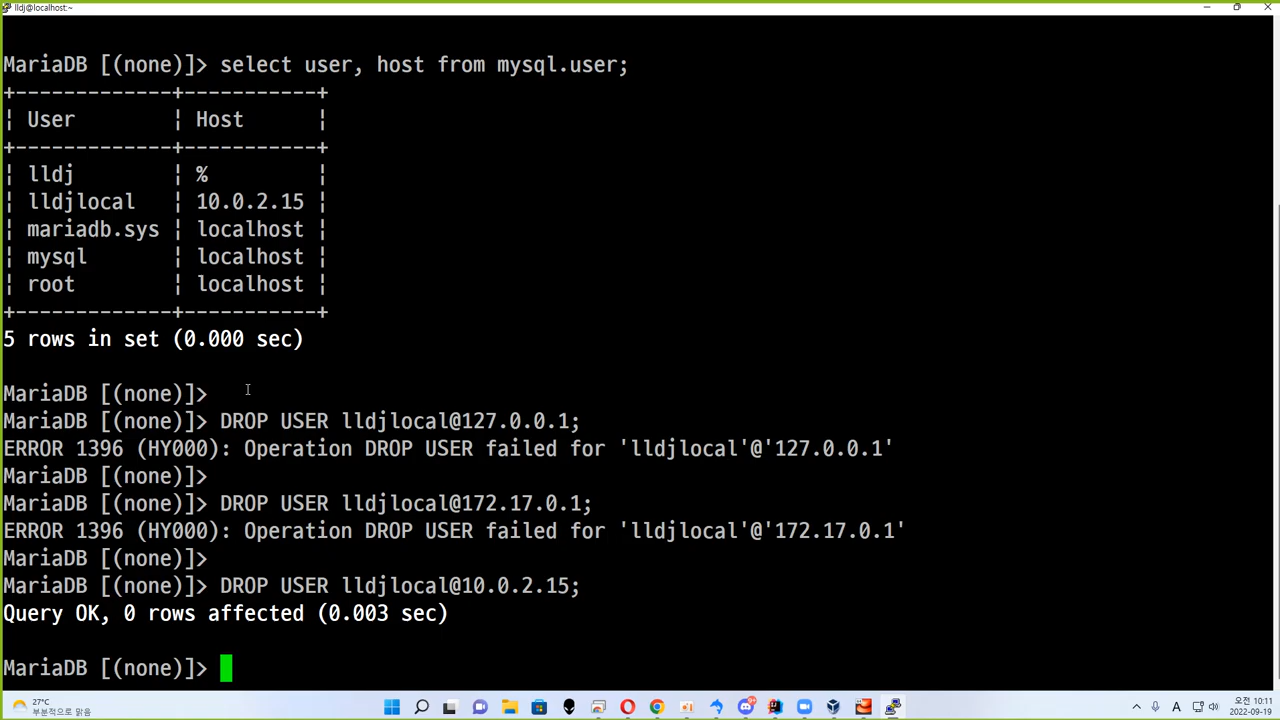 lldj@localhost:~
MariaDB [(none)]> select user, host from mysql.user;
+-------------+-----------+
¦ User        ¦ Host      ¦
+-------------+-----------+
¦ lldj        ¦ %         ¦
¦ lldjlocal   ¦ 10.0.2.15 ¦
¦ mariadb.sys ¦ localhost ¦
¦ mysql       ¦ localhost ¦
¦ root        ¦ localhost ¦
+-------------+-----------+
5 rows in set (0.000 sec)
MariaDB [(none)]>
MariaDB [(none)]> DROP USER lldjlocal@127.0.0.1;
ERROR 1396 (HY000): Operation DROP USER failed for 'lldjlocal'@'127.0.0.1'
MariaDB [(none)]>
MariaDB [(none)]> DROP USER lldjlocal@172.17.0.1;
ERROR 1396 (HY000): Operation DROP USER failed for 'lldjlocal'@'172.17.0.1'
MariaDB [(none)]>
MariaDB [(none)]> DROP USER lldjlocal@10.0.2.15;
Query OK, 0 rows affected (0.003 sec)
MariaDB [(none)]>
27°C
부분적으로 맑음
A
오전 10:11
2022-09-19